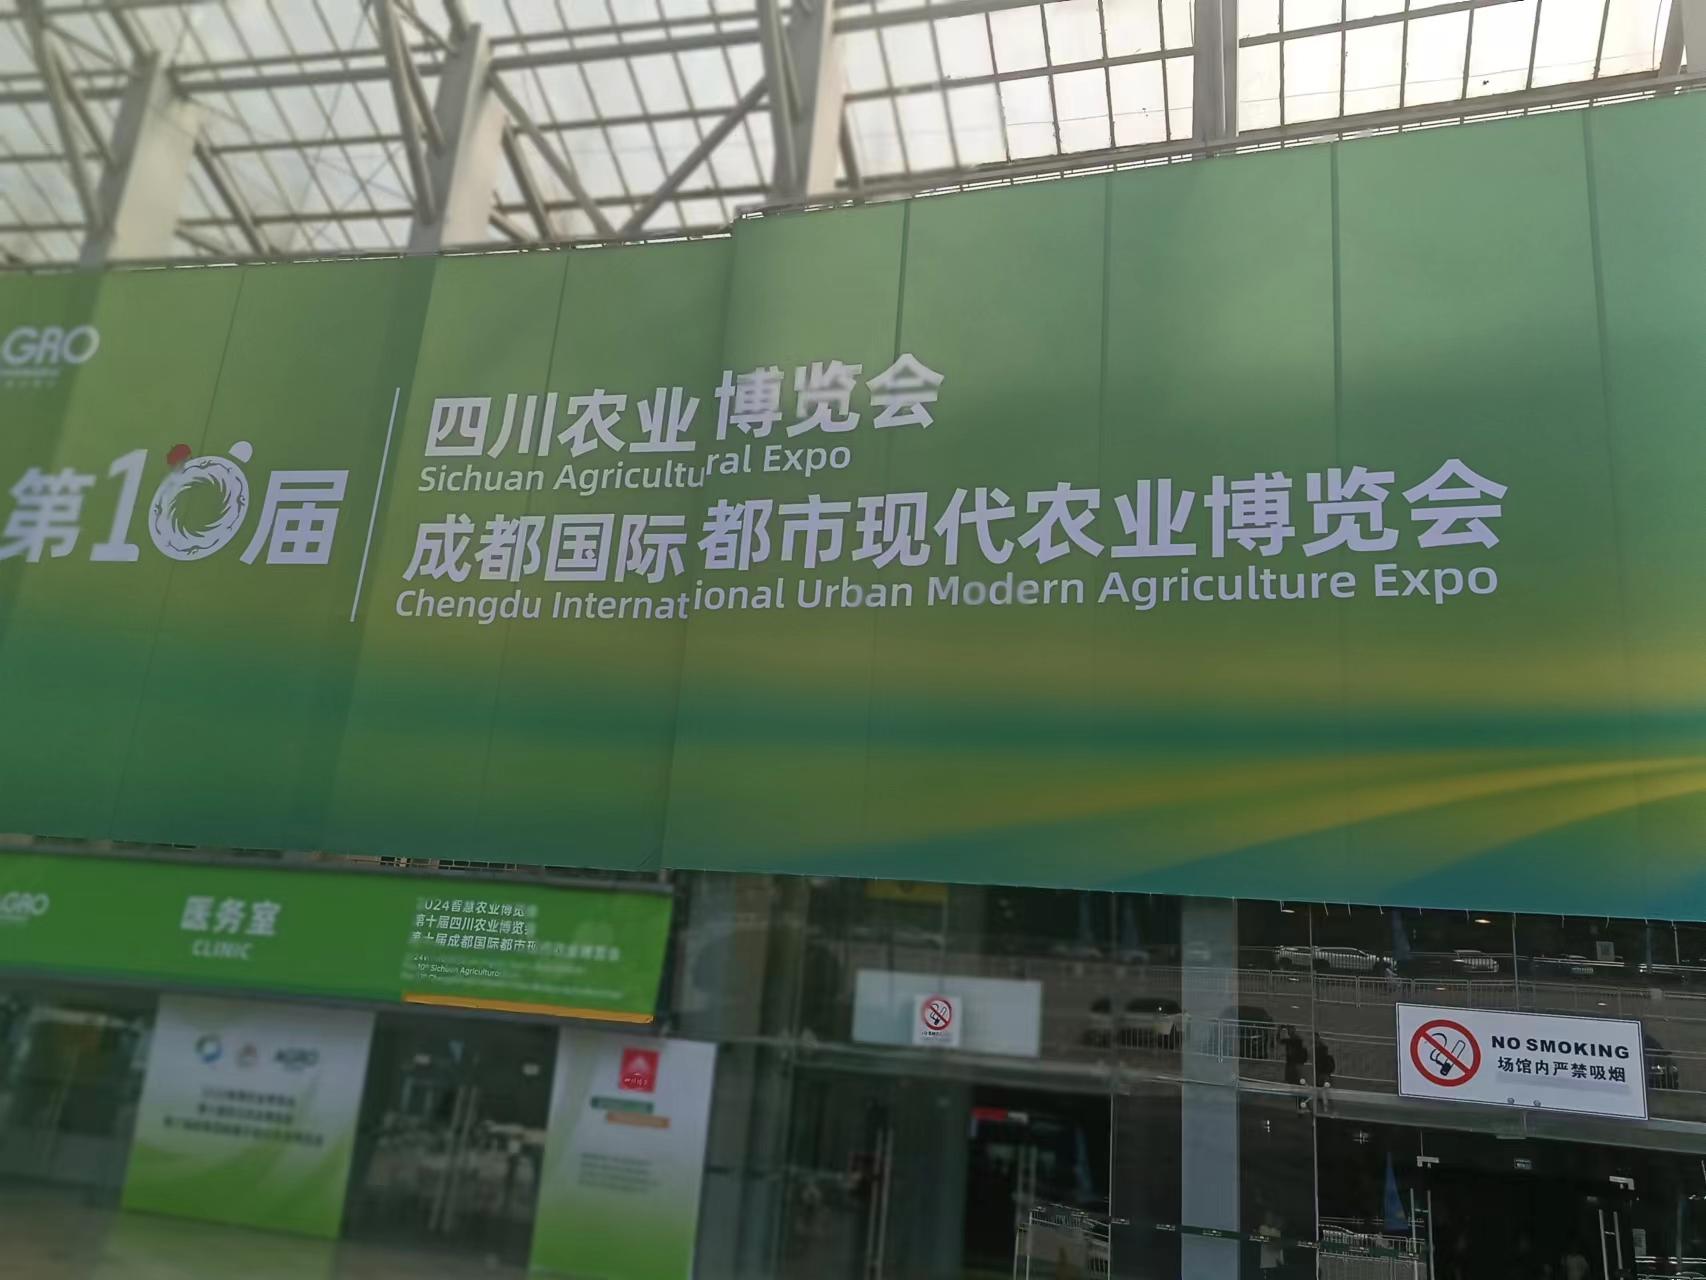 GRO
第10届
四川农业博览会
Sichuan Agricultural Expo
成都国际都市现代农业博览会
Chengdu International Urban Modern Agriculture Expo
GRO
医务室
CLINIC
2024智慧农业博览会
第十届四川农业博览会
第十届成都国际都市现代农业博览会
NO SMOKING
场馆内严禁吸烟
AGRO